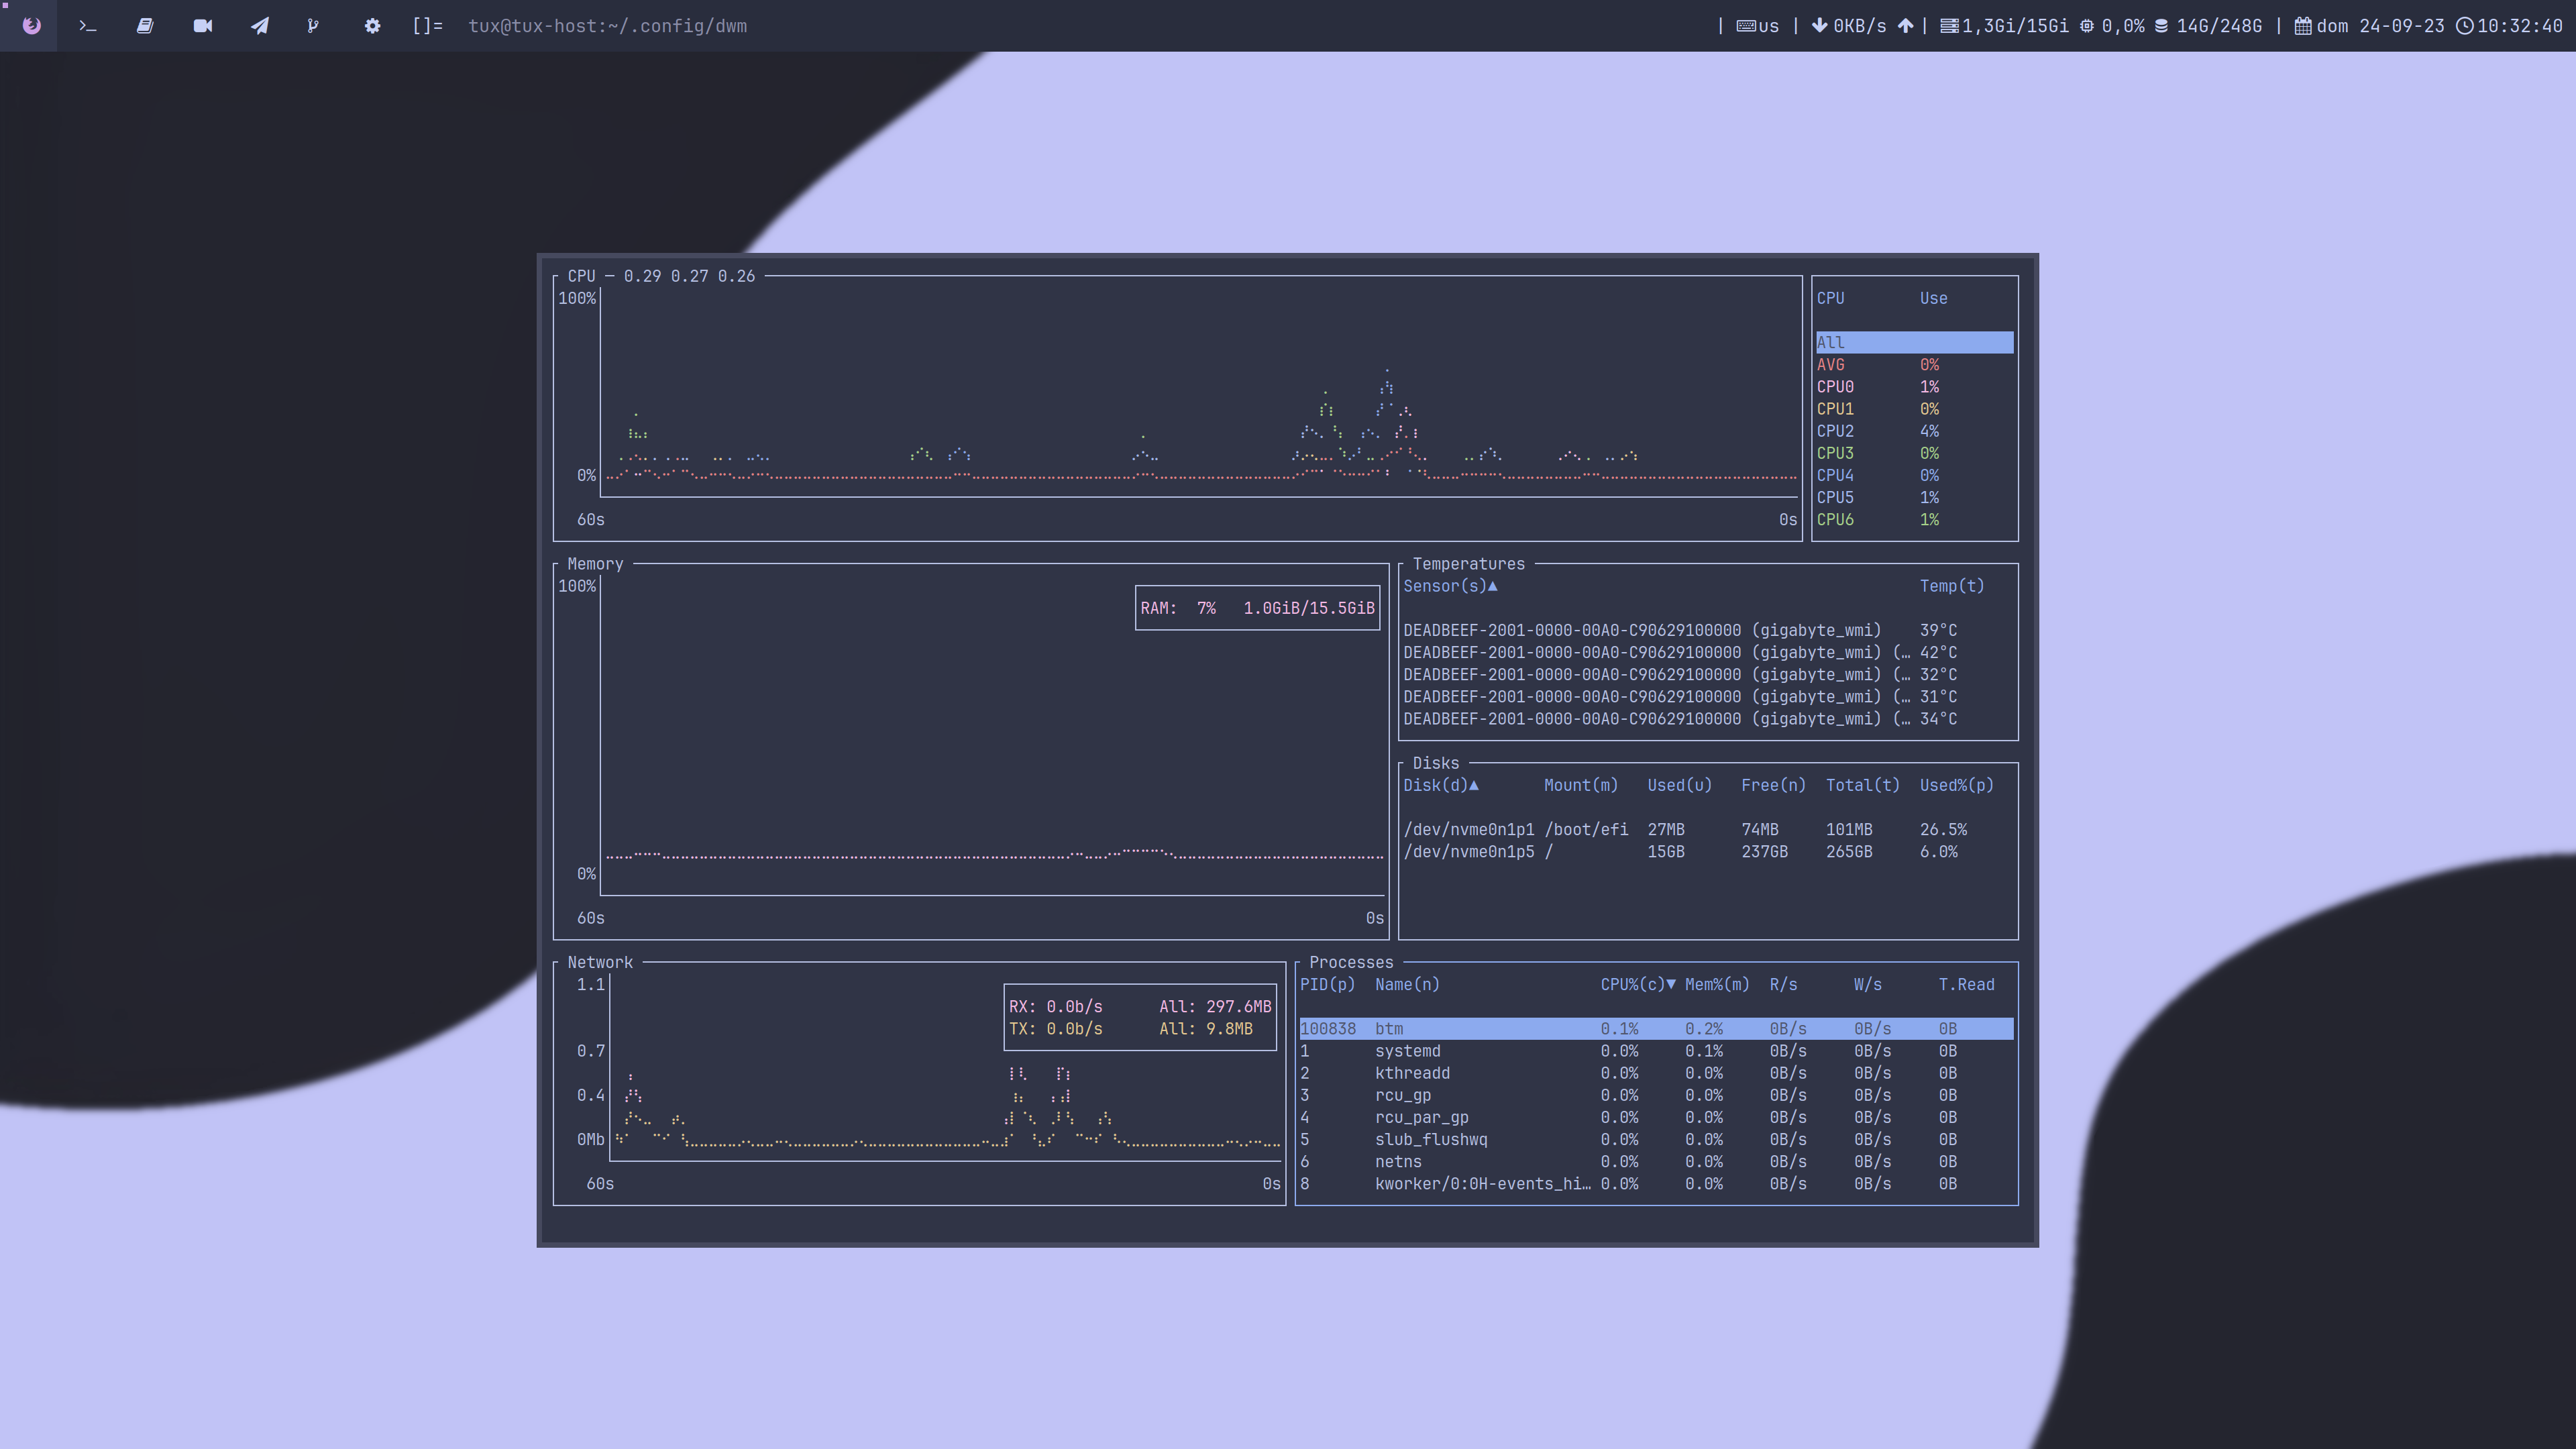 []= tux@tux-host:~/.config/dwm | us | 0KB/s | 1,3Gi/15Gi 0,0% 14G/248G | dom 24-09-23 10:32:40
CPU — 0.29 0.27 0.26
100%
0%
60s 0s
CPU Use
All
AVG 0%
CPU0 1%
CPU1 0%
CPU2 4%
CPU3 0%
CPU4 0%
CPU5 1%
CPU6 1%
Memory
100%
RAM: 7% 1.0GiB/15.5GiB
0%
60s 0s
Temperatures
Sensor(s)▲ Temp(t)
DEADBEEF-2001-0000-00A0-C90629100000 (gigabyte_wmi) 39°C
DEADBEEF-2001-0000-00A0-C90629100000 (gigabyte_wmi) (… 42°C
DEADBEEF-2001-0000-00A0-C90629100000 (gigabyte_wmi) (… 32°C
DEADBEEF-2001-0000-00A0-C90629100000 (gigabyte_wmi) (… 31°C
DEADBEEF-2001-0000-00A0-C90629100000 (gigabyte_wmi) (… 34°C
Disks
Disk(d)▲ Mount(m) Used(u) Free(n) Total(t) Used%(p)
/dev/nvme0n1p1 /boot/efi 27MB 74MB 101MB 26.5%
/dev/nvme0n1p5 / 15GB 237GB 265GB 6.0%
Network
1.1
RX: 0.0b/s All: 297.6MB
TX: 0.0b/s All: 9.8MB
0.7
0.4
0Mb
60s 0s
Processes
PID(p) Name(n) CPU%(c)▼ Mem%(m) R/s W/s T.Read
100838 btm 0.1% 0.2% 0B/s 0B/s 0B
1 systemd 0.0% 0.1% 0B/s 0B/s 0B
2 kthreadd 0.0% 0.0% 0B/s 0B/s 0B
3 rcu_gp 0.0% 0.0% 0B/s 0B/s 0B
4 rcu_par_gp 0.0% 0.0% 0B/s 0B/s 0B
5 slub_flushwq 0.0% 0.0% 0B/s 0B/s 0B
6 netns 0.0% 0.0% 0B/s 0B/s 0B
8 kworker/0:0H-events_hi… 0.0% 0.0% 0B/s 0B/s 0B